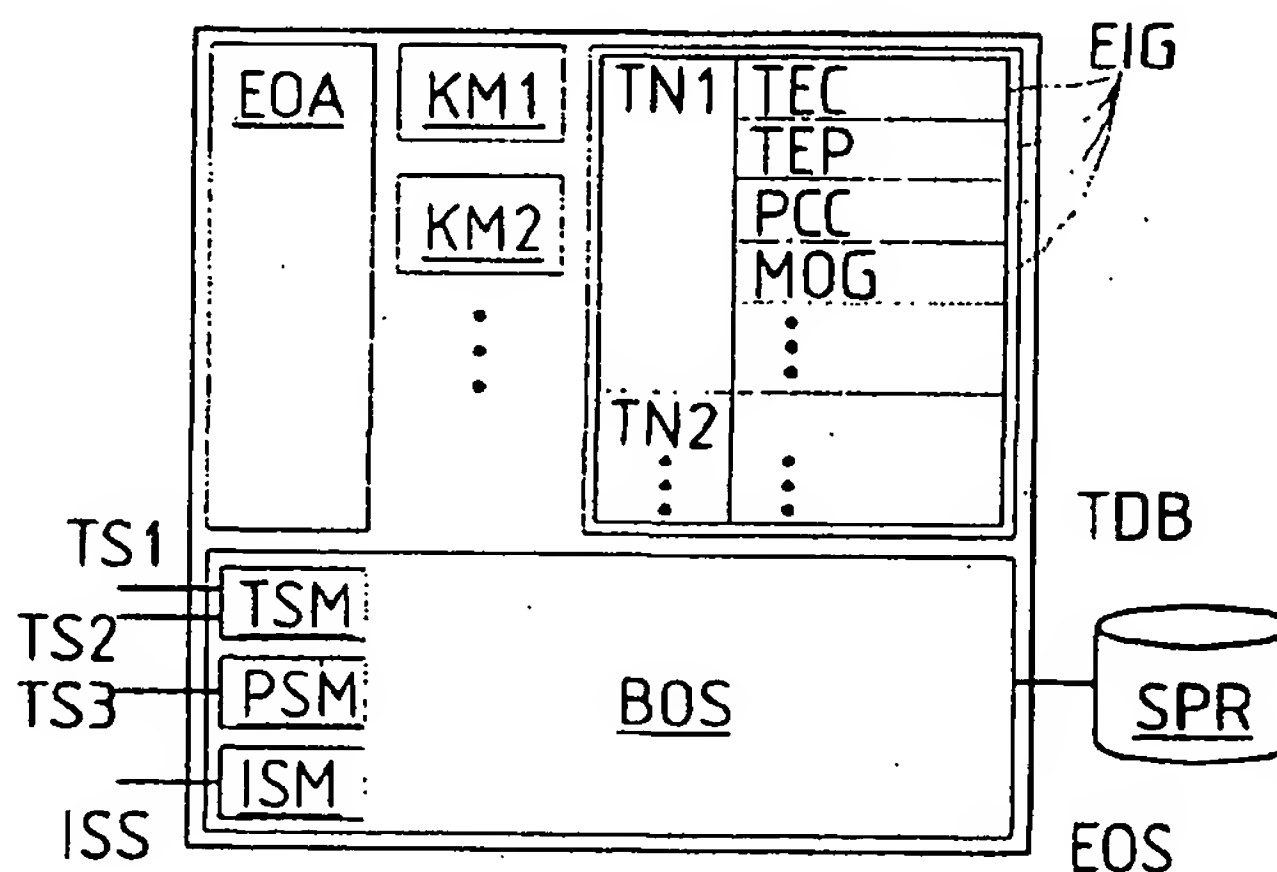 EIG
EOA
KM1
TN1
TEC
TEP
KM2
PCC
MOG
TN2
TDB
TS1
TSM
TS2
TS3
PSM
BOS
SPR
ISM
ISS
EOS